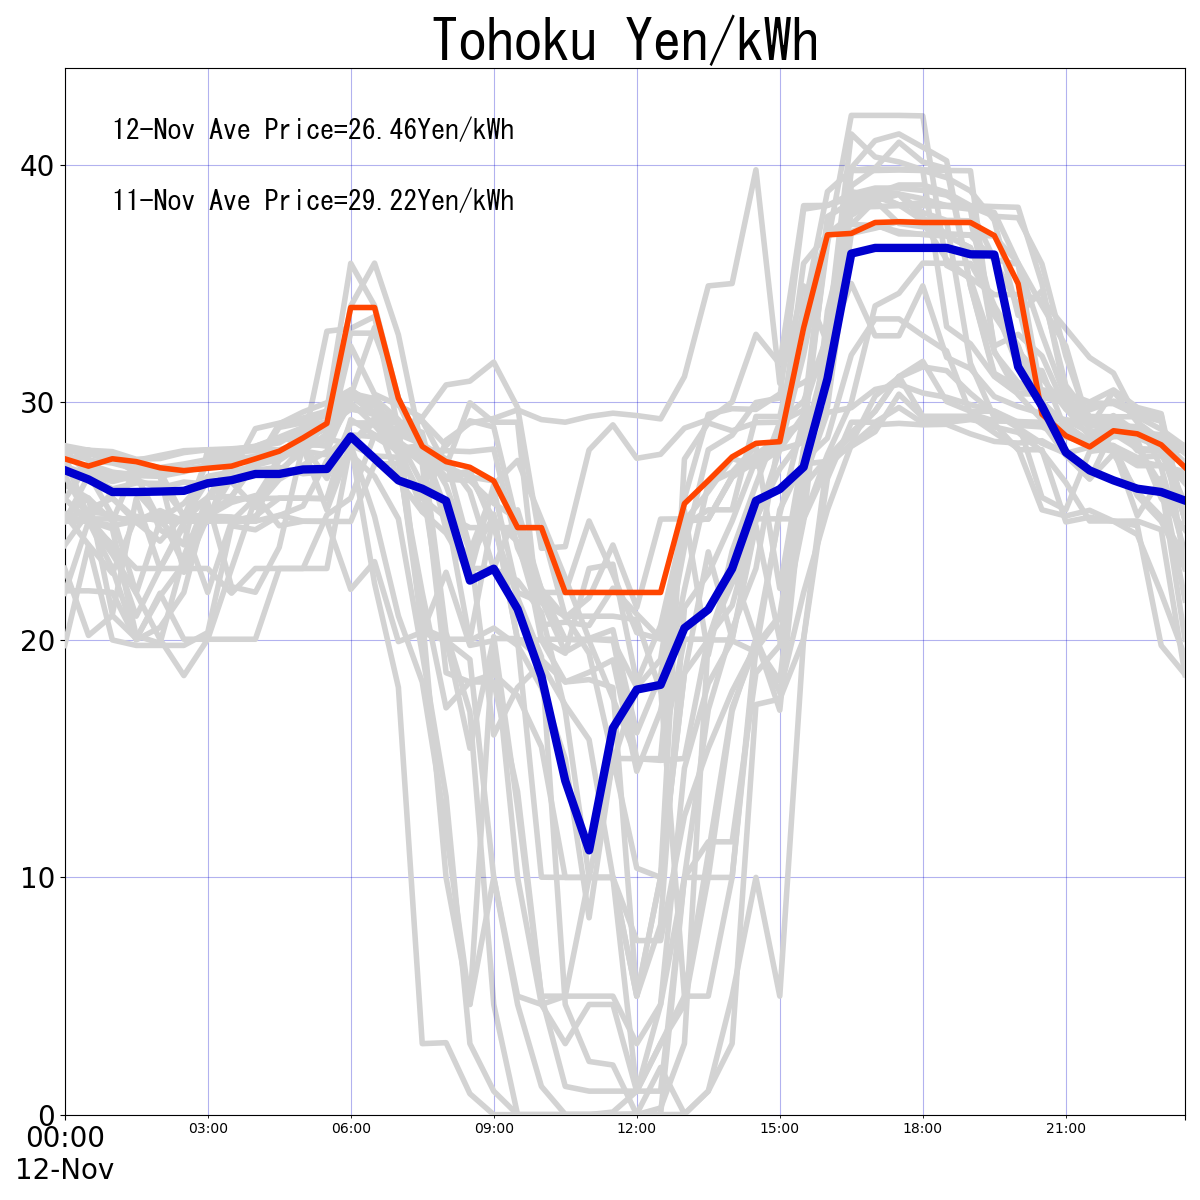 Tohoku Yen/kWh
12-Nov Ave Price=26.46Yen/kWh
11-Nov Ave Price=29.22Yen/kWh
40
30
20
10
0
00:00 03:00 06:00 09:00 12:00 15:00 18:00 21:00
12-Nov